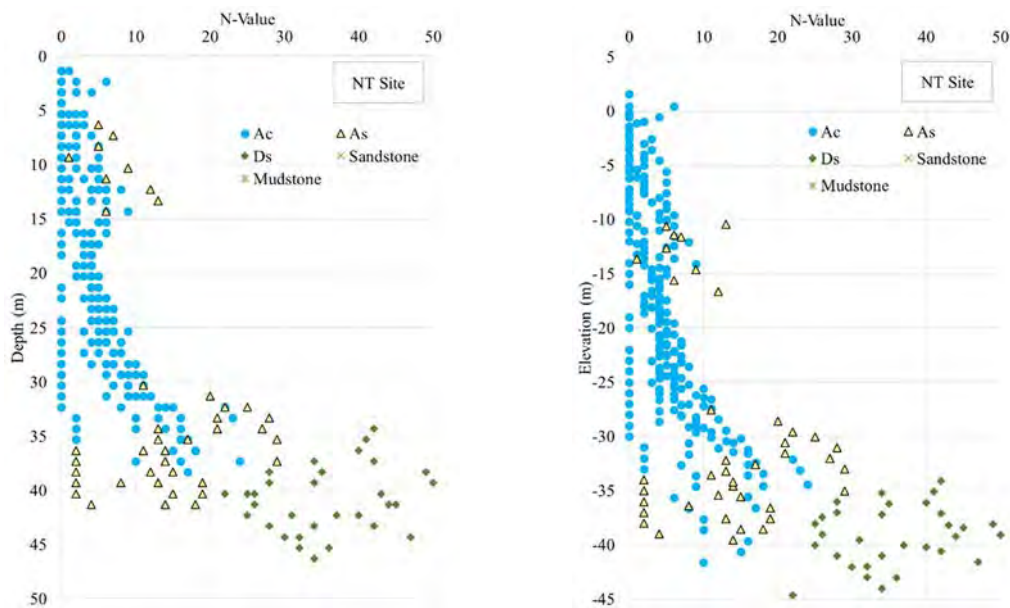 N-Value
0 10 20 30 40 50
0
5
10
15
20
25
30
35
40
45
50
Depth (m)
NT Site
Ac As
Ds Sandstone
Mudstone
N-Value
0 10 20 30 40 50
5
0
-5
-10
-15
-20
-25
-30
-35
-40
-45
Elevation (m)
NT Site
Ac As
Ds Sandstone
Mudstone